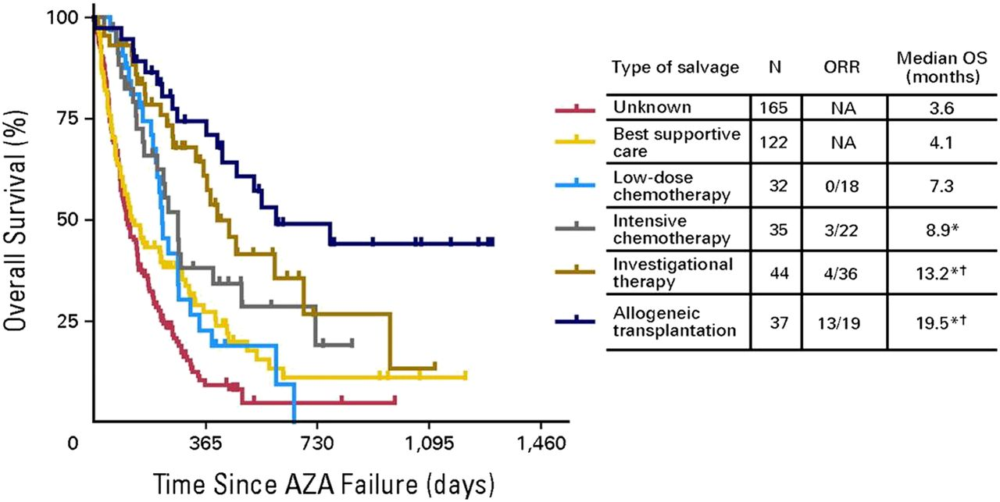 100
75
50
25
0
365
730
1,095
1,460
Overall Survival (%)
Time Since AZA Failure (days)
Type of salvage N ORR Median OS
(months)
Unknown 165 NA 3.6
Best supportive
care 122 NA 4.1
Low-dose
chemotherapy 32 0/18 7.3
Intensive
chemotherapy 35 3/22 8.9*
Investigational
therapy 44 4/36 13.2*†
Allogeneic
transplantation 37 13/19 19.5*†